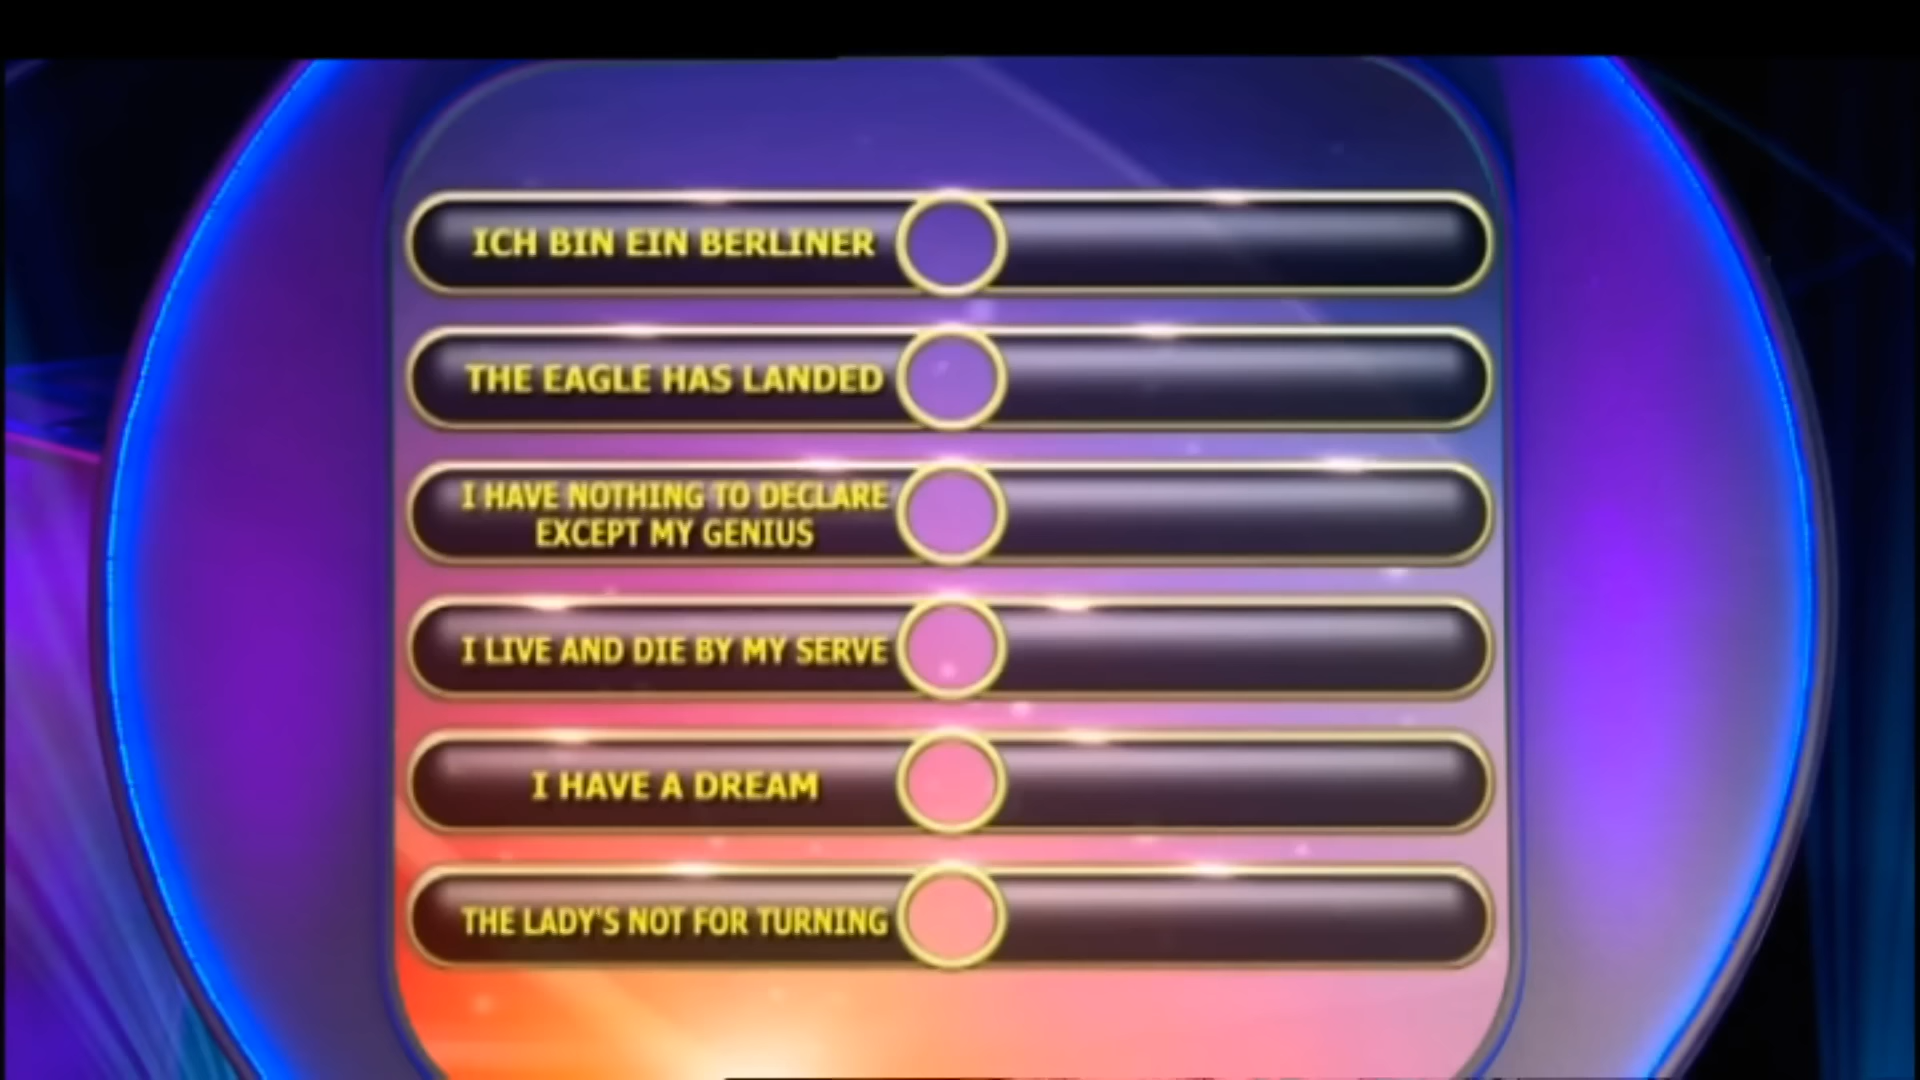 ICH BIN EIN BERLINER
THE EAGLE HAS LANDED
I HAVE NOTHING TO DECLARE
EXCEPT MY GENIUS
I LIVE AND DIE BY MY SERVE
I HAVE A DREAM
THE LADY'S NOT FOR TURNING